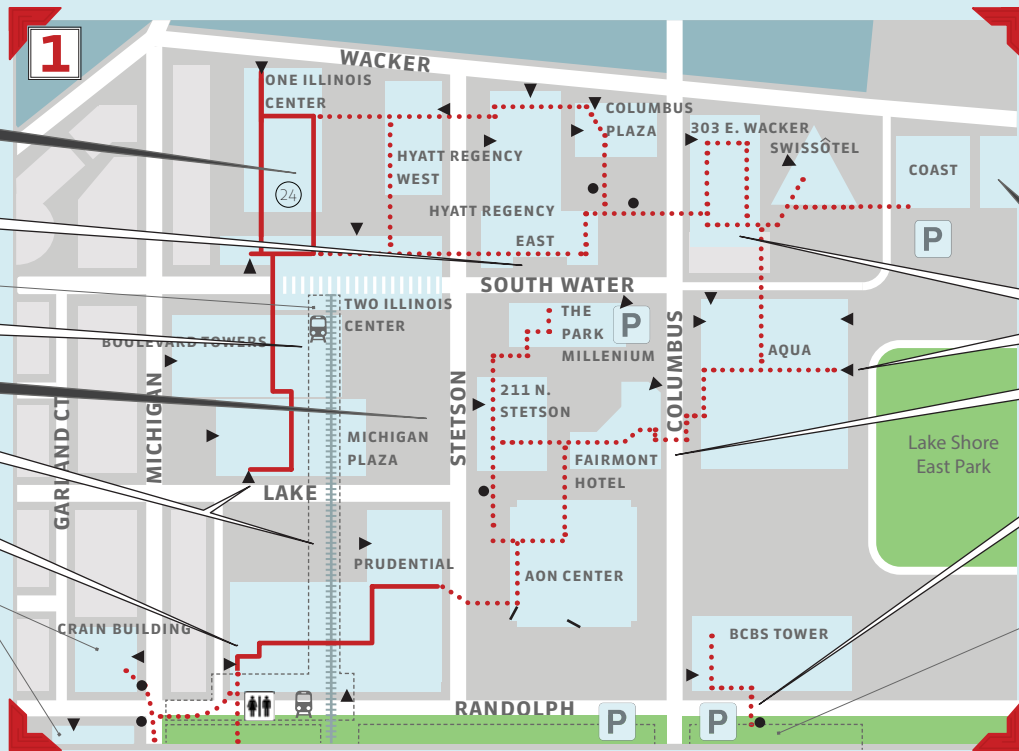 1
WACKER
ONE ILLINOIS
CENTER
COLUMBUS
PLAZA
303 E. WACKER
SWISSÔTEL
HYATT REGENCY
WEST
COAST
24
HYATT REGENCY
EAST
P
SOUTH WATER
TWO ILLINOIS
CENTER
THE
PARK
MILLENIUM
P
BOULEVARD TOWERS
AQUA
COLUMBUS
MICHIGAN
STETSON
GARLAND CT
211 N.
STETSON
MICHIGAN
PLAZA
FAIRMONT
HOTEL
Lake Shore
East Park
LAKE
PRUDENTIAL
AON CENTER
CRAIN BUILDING
BCBS TOWER
RANDOLPH
P
P